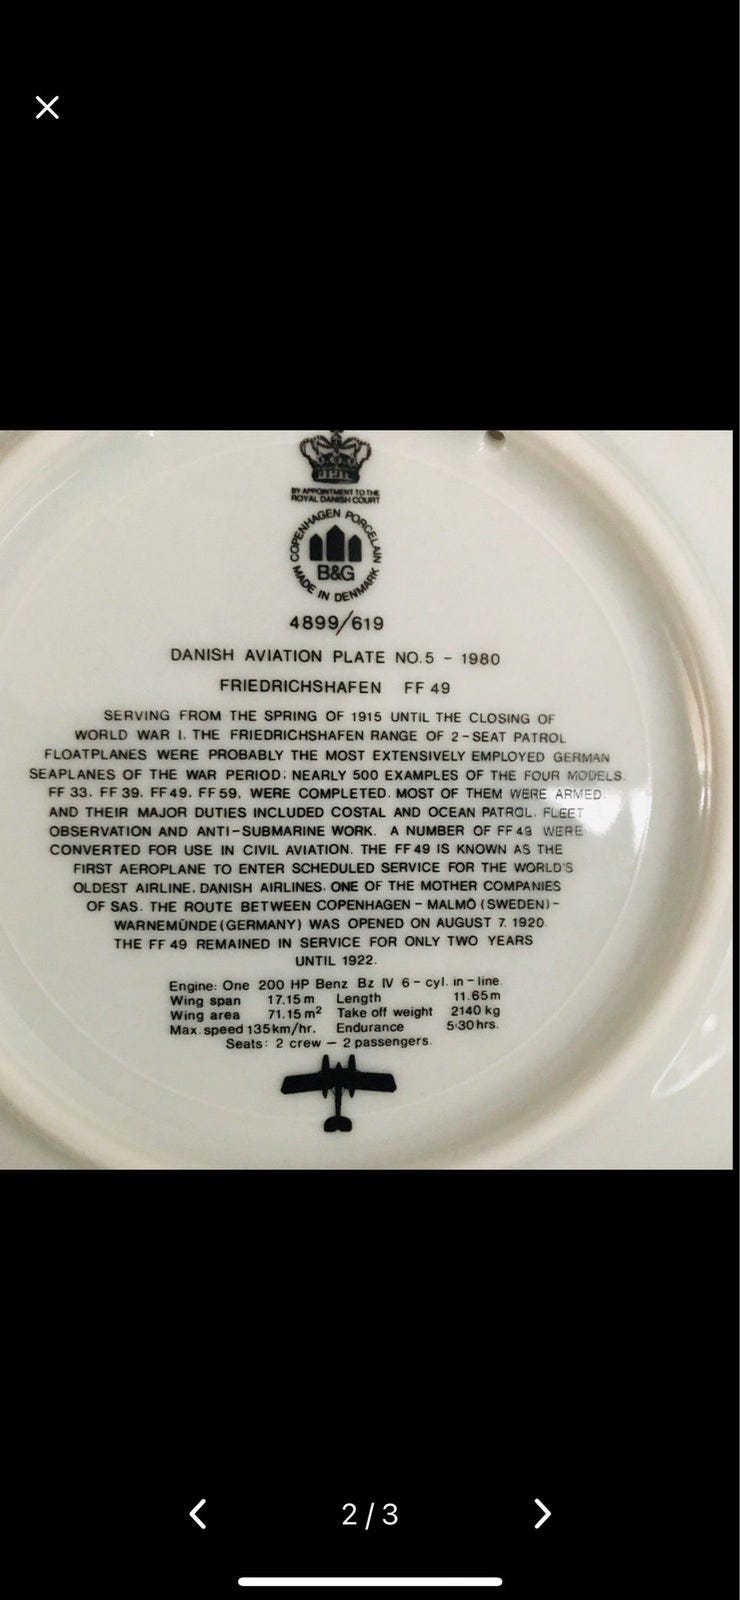 BY APPOINTMENT TO THE
ROYAL DANISH COURT
COPENHAGEN PORCELAIN
B&G
MADE IN DENMARK
4899/619
DANISH AVIATION PLATE NO.5 - 1980
FRIEDRICHSHAFEN FF 49
SERVING FROM THE SPRING OF 1915 UNTIL THE CLOSING OF
WORLD WAR I, THE FRIEDRICHSHAFEN RANGE OF 2-SEAT PATROL
FLOATPLANES WERE PROBABLY THE MOST EXTENSIVELY EMPLOYED GERMAN
SEAPLANES OF THE WAR PERIOD: NEARLY 500 EXAMPLES OF THE FOUR MODELS.
FF 33, FF 39, FF 49, FF 59, WERE COMPLETED. MOST OF THEM WERE ARMED.
AND THEIR MAJOR DUTIES INCLUDED COSTAL AND OCEAN PATROL, FLEET
OBSERVATION AND ANTI-SUBMARINE WORK. A NUMBER OF FF 49 WERE
CONVERTED FOR USE IN CIVIL AVIATION. THE FF 49 IS KNOWN AS THE
FIRST AEROPLANE TO ENTER SCHEDULED SERVICE FOR THE WORLD'S
OLDEST AIRLINE, DANISH AIRLINES, ONE OF THE MOTHER COMPANIES
OF SAS. THE ROUTE BETWEEN COPENHAGEN - MALMÖ (SWEDEN) -
WARNEMÜNDE (GERMANY) WAS OPENED ON AUGUST 7. 1920.
THE FF 49 REMAINED IN SERVICE FOR ONLY TWO YEARS
UNTIL 1922.
Engine: One 200 HP Benz Bz IV 6 - cyl. in - line.
Wing span 17.15 m Length 11.65 m
Wing area 71.15 m² Take off weight 2140 kg
Max. speed 135 km/hr. Endurance 5:30 hrs.
Seats: 2 crew - 2 passengers.
2 / 3